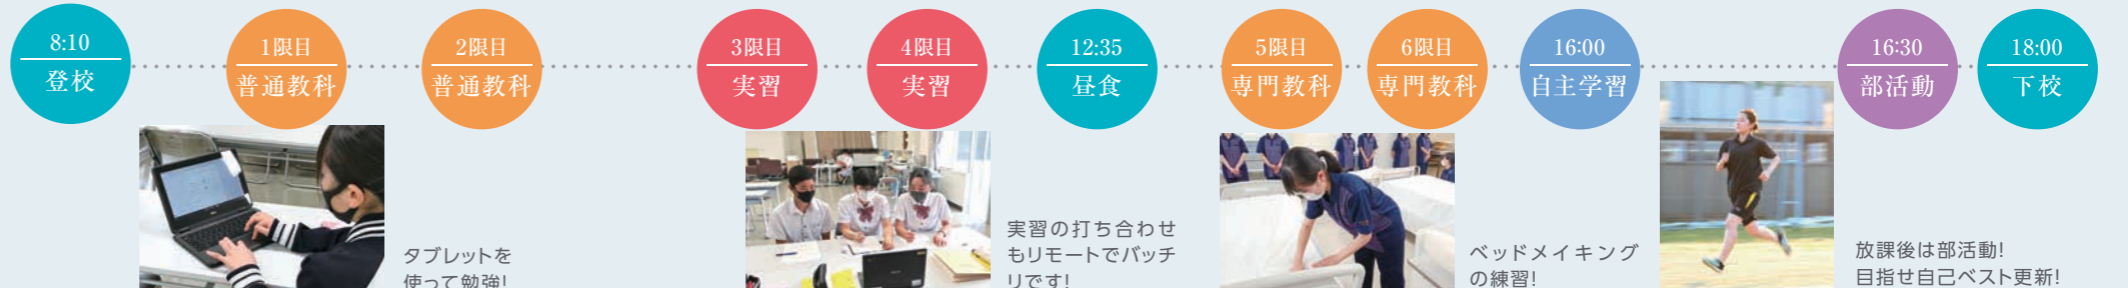 8:10
登校
1限目
普通教科
2限目
普通教科
3限目
実習
4限目
実習
12:35
昼食
5限目
専門教科
6限目
専門教科
16:00
自主学習
16:30
部活動
18:00
下校
タブレットを
使って勉強!
実習の打ち合わせ
もリモートでバッチ
リです!
ベッドメイキング
の練習!
放課後は部活動!
目指せ自己ベスト更新!